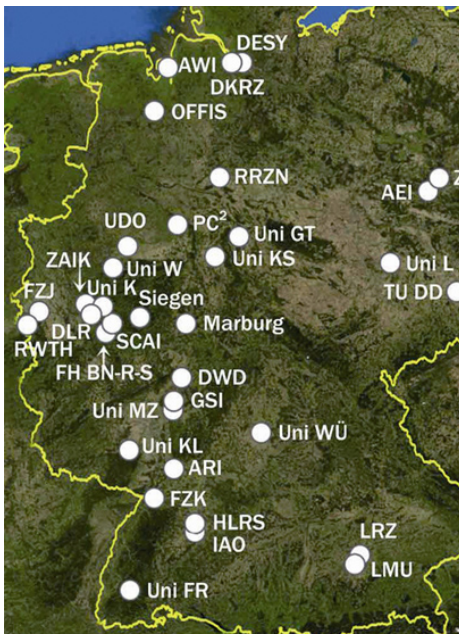 DESY
AWI
DKRZ
OFFIS
RRZN
Z
AEI
UDO
PC²
Uni GT
ZAIK
Uni W
Uni KS
Uni L
Uni K
TU DD
FZJ
Siegen
DLR
Marburg
RWTH
SCAI
FH BN-R-S
DWD
GSI
Uni MZ
Uni WÜ
Uni KL
ARI
FZK
HLRS
LRZ
IAO
LMU
Uni FR